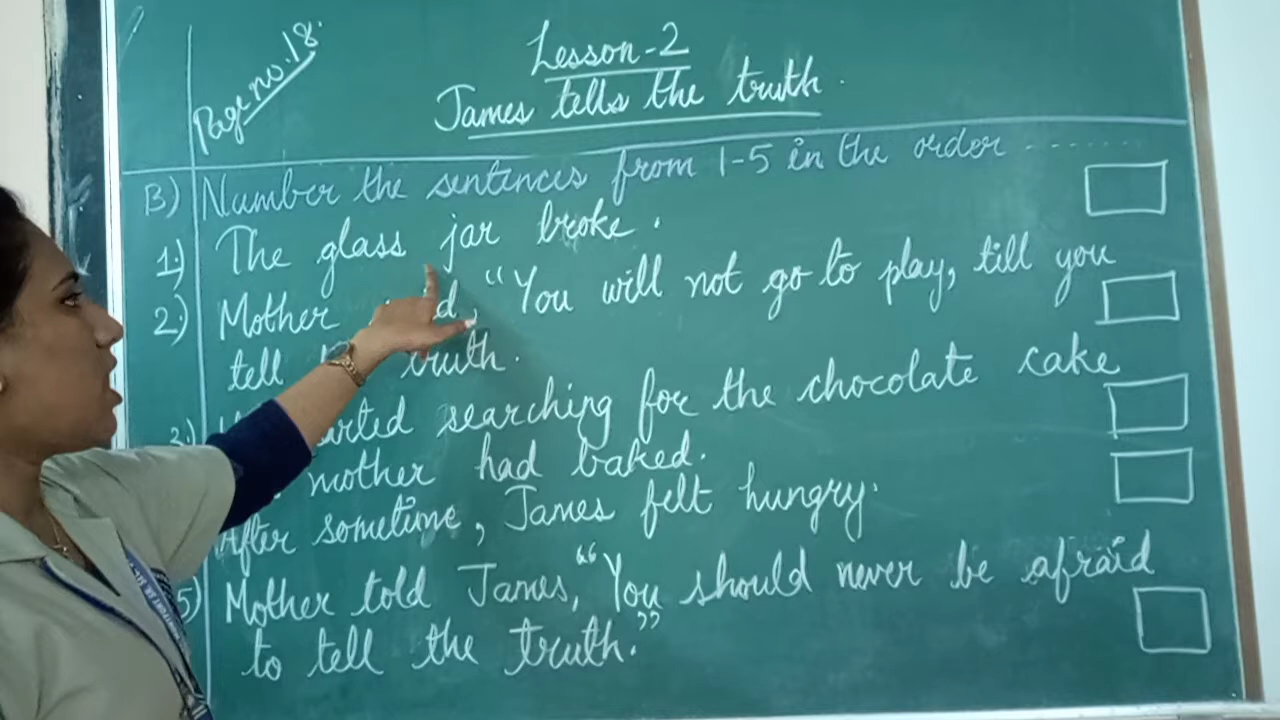 Page no. 18.
Lesson-2
James tells the truth.
B) Number the sentences from 1-5 in the order ........
1.) The glass jar broke.
2.) Mother d, "You will not go to play, till you
tell truth.
3.) searching for the chocolate cake
mother had baked.
After sometime, James felt hungry.
5) Mother told James, "You should never be afraid
to tell the truth."